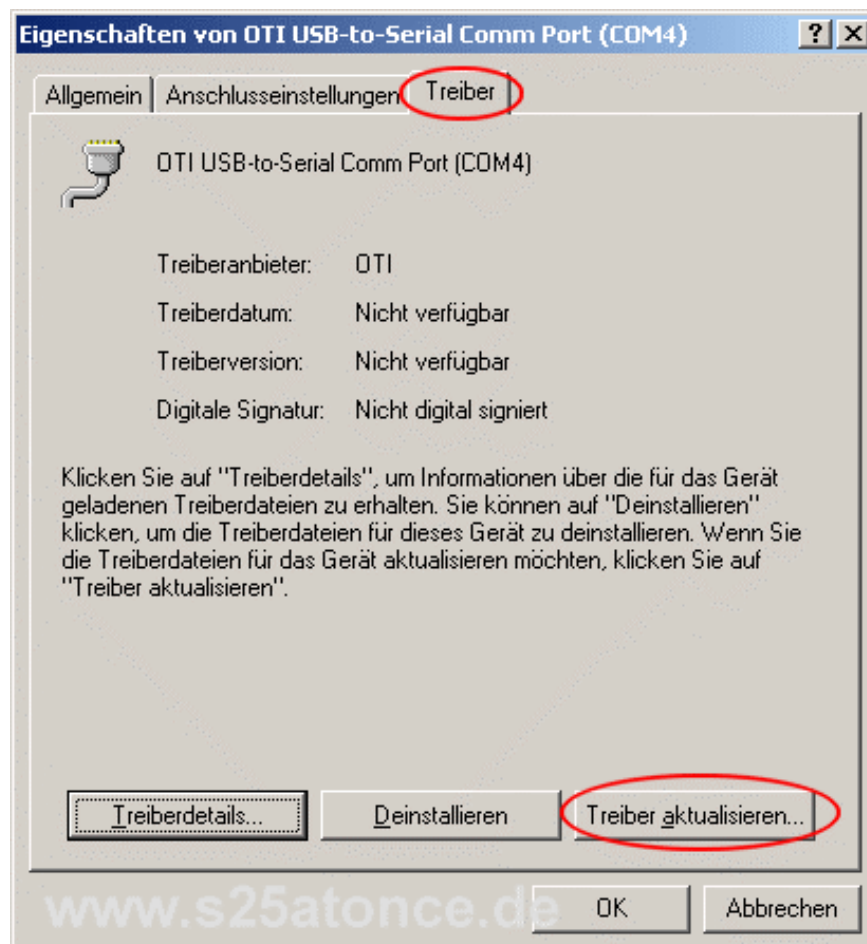 Eigenschaften von OTI USB-to-Serial Comm Port (COM4)
Allgemein Anschlusseinstellungen Treiber
OTI USB-to-Serial Comm Port (COM4)
Treiberanbieter: OTI
Treiberdatum: Nicht verfügbar
Treiberversion: Nicht verfügbar
Digitale Signatur: Nicht digital signiert
Klicken Sie auf "Treiberdetails", um Informationen über die für das Gerät
geladenen Treiberdateien zu erhalten. Sie können auf "Deinstallieren"
klicken, um die Treiberdateien für dieses Gerät zu deinstallieren. Wenn Sie
die Treiberdateien für das Gerät aktualisieren möchten, klicken Sie auf
"Treiber aktualisieren".
Treiberdetails... Deinstallieren Treiber aktualisieren...
www.s25atonce.de OK Abbrechen